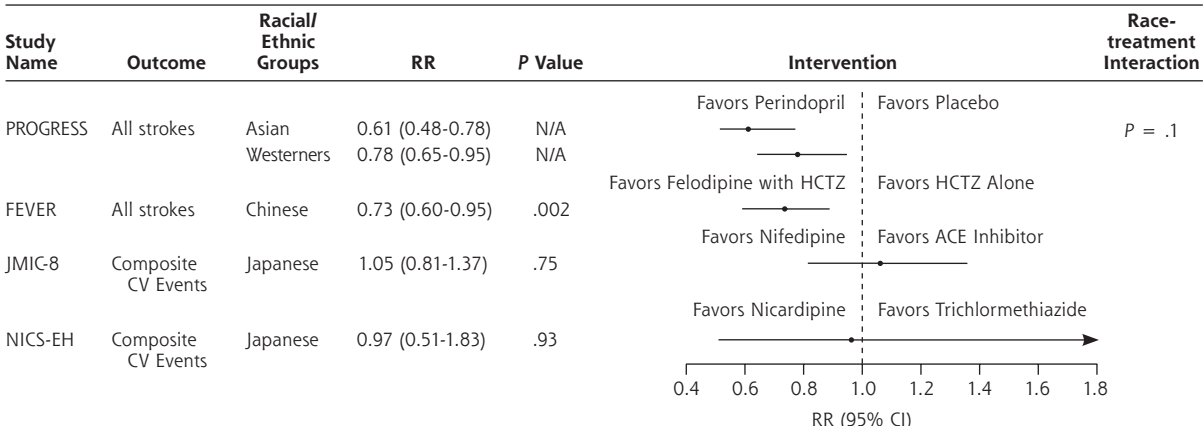 Study Name Outcome Racial/ Ethnic Groups RR P Value Intervention Race-treatment Interaction
Favors Perindopril Favors Placebo
PROGRESS All strokes Asian 0.61 (0.48-0.78) N/A P = .1
Westerners 0.78 (0.65-0.95) N/A
Favors Felodipine with HCTZ Favors HCTZ Alone
FEVER All strokes Chinese 0.73 (0.60-0.95) .002
Favors Nifedipine Favors ACE Inhibitor
JMIC-8 Composite CV Events Japanese 1.05 (0.81-1.37) .75
Favors Nicardipine Favors Trichlormethiazide
NICS-EH Composite CV Events Japanese 0.97 (0.51-1.83) .93
0.4 0.6 0.8 1.0 1.2 1.4 1.6 1.8
RR (95% CI)